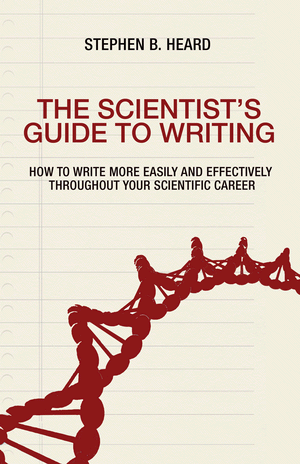 STEPHEN B. HEARD
THE SCIENTIST'S
GUIDE TO WRITING
HOW TO WRITE MORE EASILY AND EFFECTIVELY
THROUGHOUT YOUR SCIENTIFIC CAREER